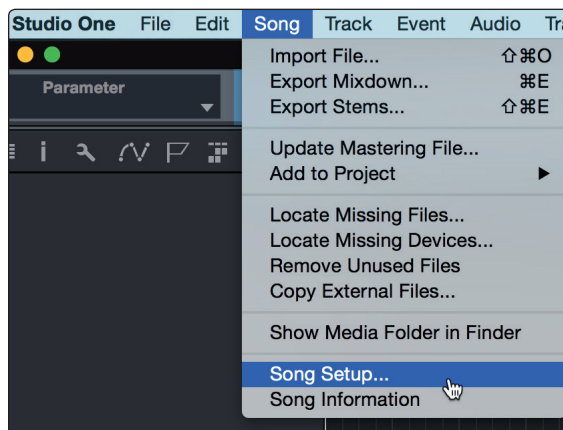 Studio One File Edit Song Track Event Audio
Parameter
Import File... ⇧⌘O
Export Mixdown... ⌘E
Export Stems... ⇧⌘E
Update Mastering File...
Add to Project
Locate Missing Files...
Locate Missing Devices...
Remove Unused Files
Copy External Files...
Show Media Folder in Finder
Song Setup...
Song Information